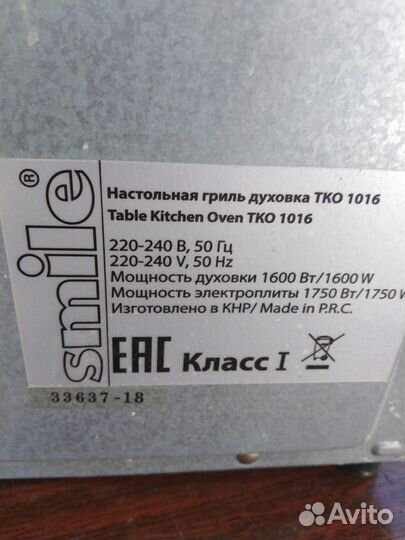 smile®
Настольная гриль духовка TKO 1016
Table Kitchen Oven TKO 1016
220-240 В, 50 Гц
220-240 V, 50 Hz
Мощность духовки 1600 Вт/1600 W
Мощность электроплиты 1750 Вт/1750 W
Изготовлено в КНР/ Made in P.R.C.
EAC Класс I
33637-18
Avito